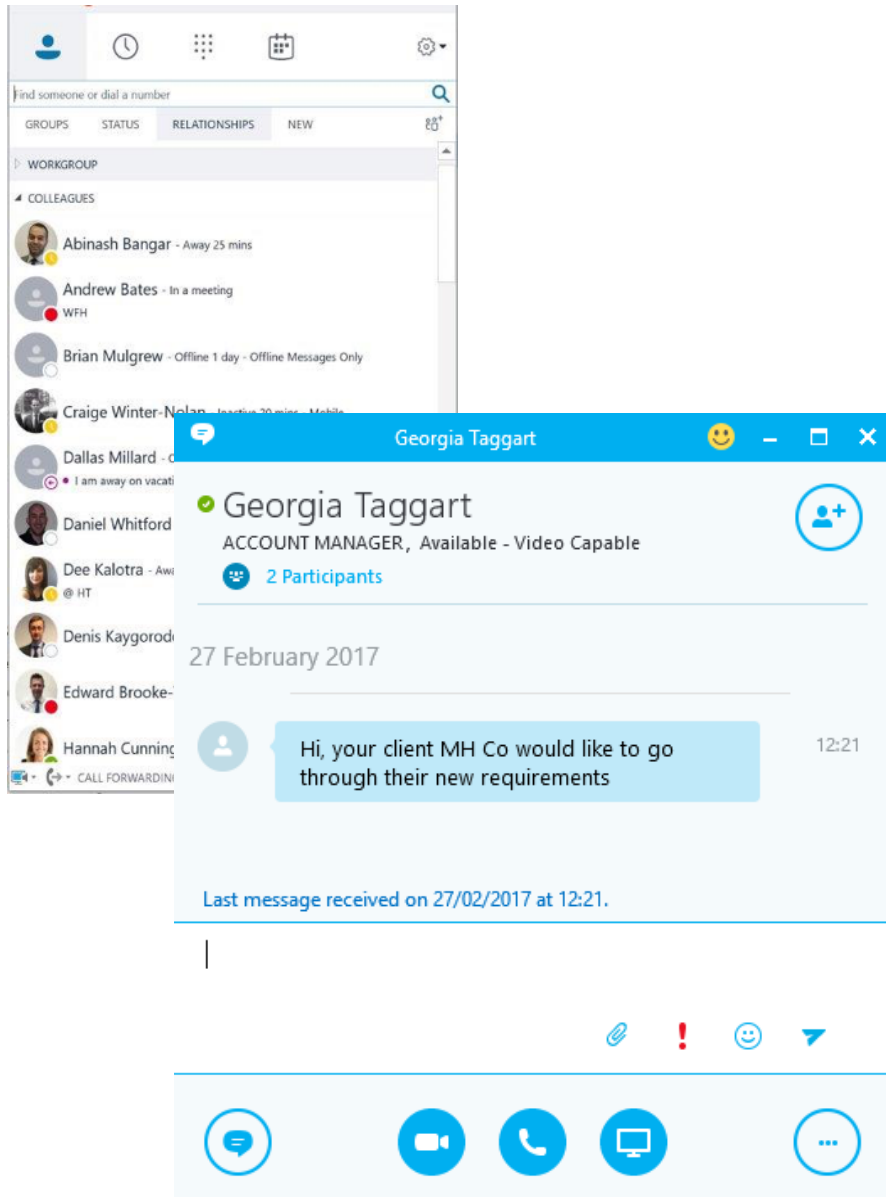 Find someone or dial a number
GROUPS STATUS RELATIONSHIPS NEW
WORKGROUP
COLLEAGUES
Abinash Bangar - Away 25 mins
Andrew Bates - In a meeting
WFH
Brian Mulgrew - Offline 1 day - Offline Messages Only
Craige Winter-Nolan - Inactive 20 mins - Mobile
Dallas Millard -
I am away on
Daniel Whitford
Dee Kalotra -
@ HT
Denis
Edward Brooke-
Hannah
CALL FORWARDING
Georgia Taggart
Georgia Taggart
ACCOUNT MANAGER, Available - Video Capable
2 Participants
27 February 2017
Hi, your client MH Co would like to go
through their new requirements
12:21
Last message received on 27/02/2017 at 12:21.